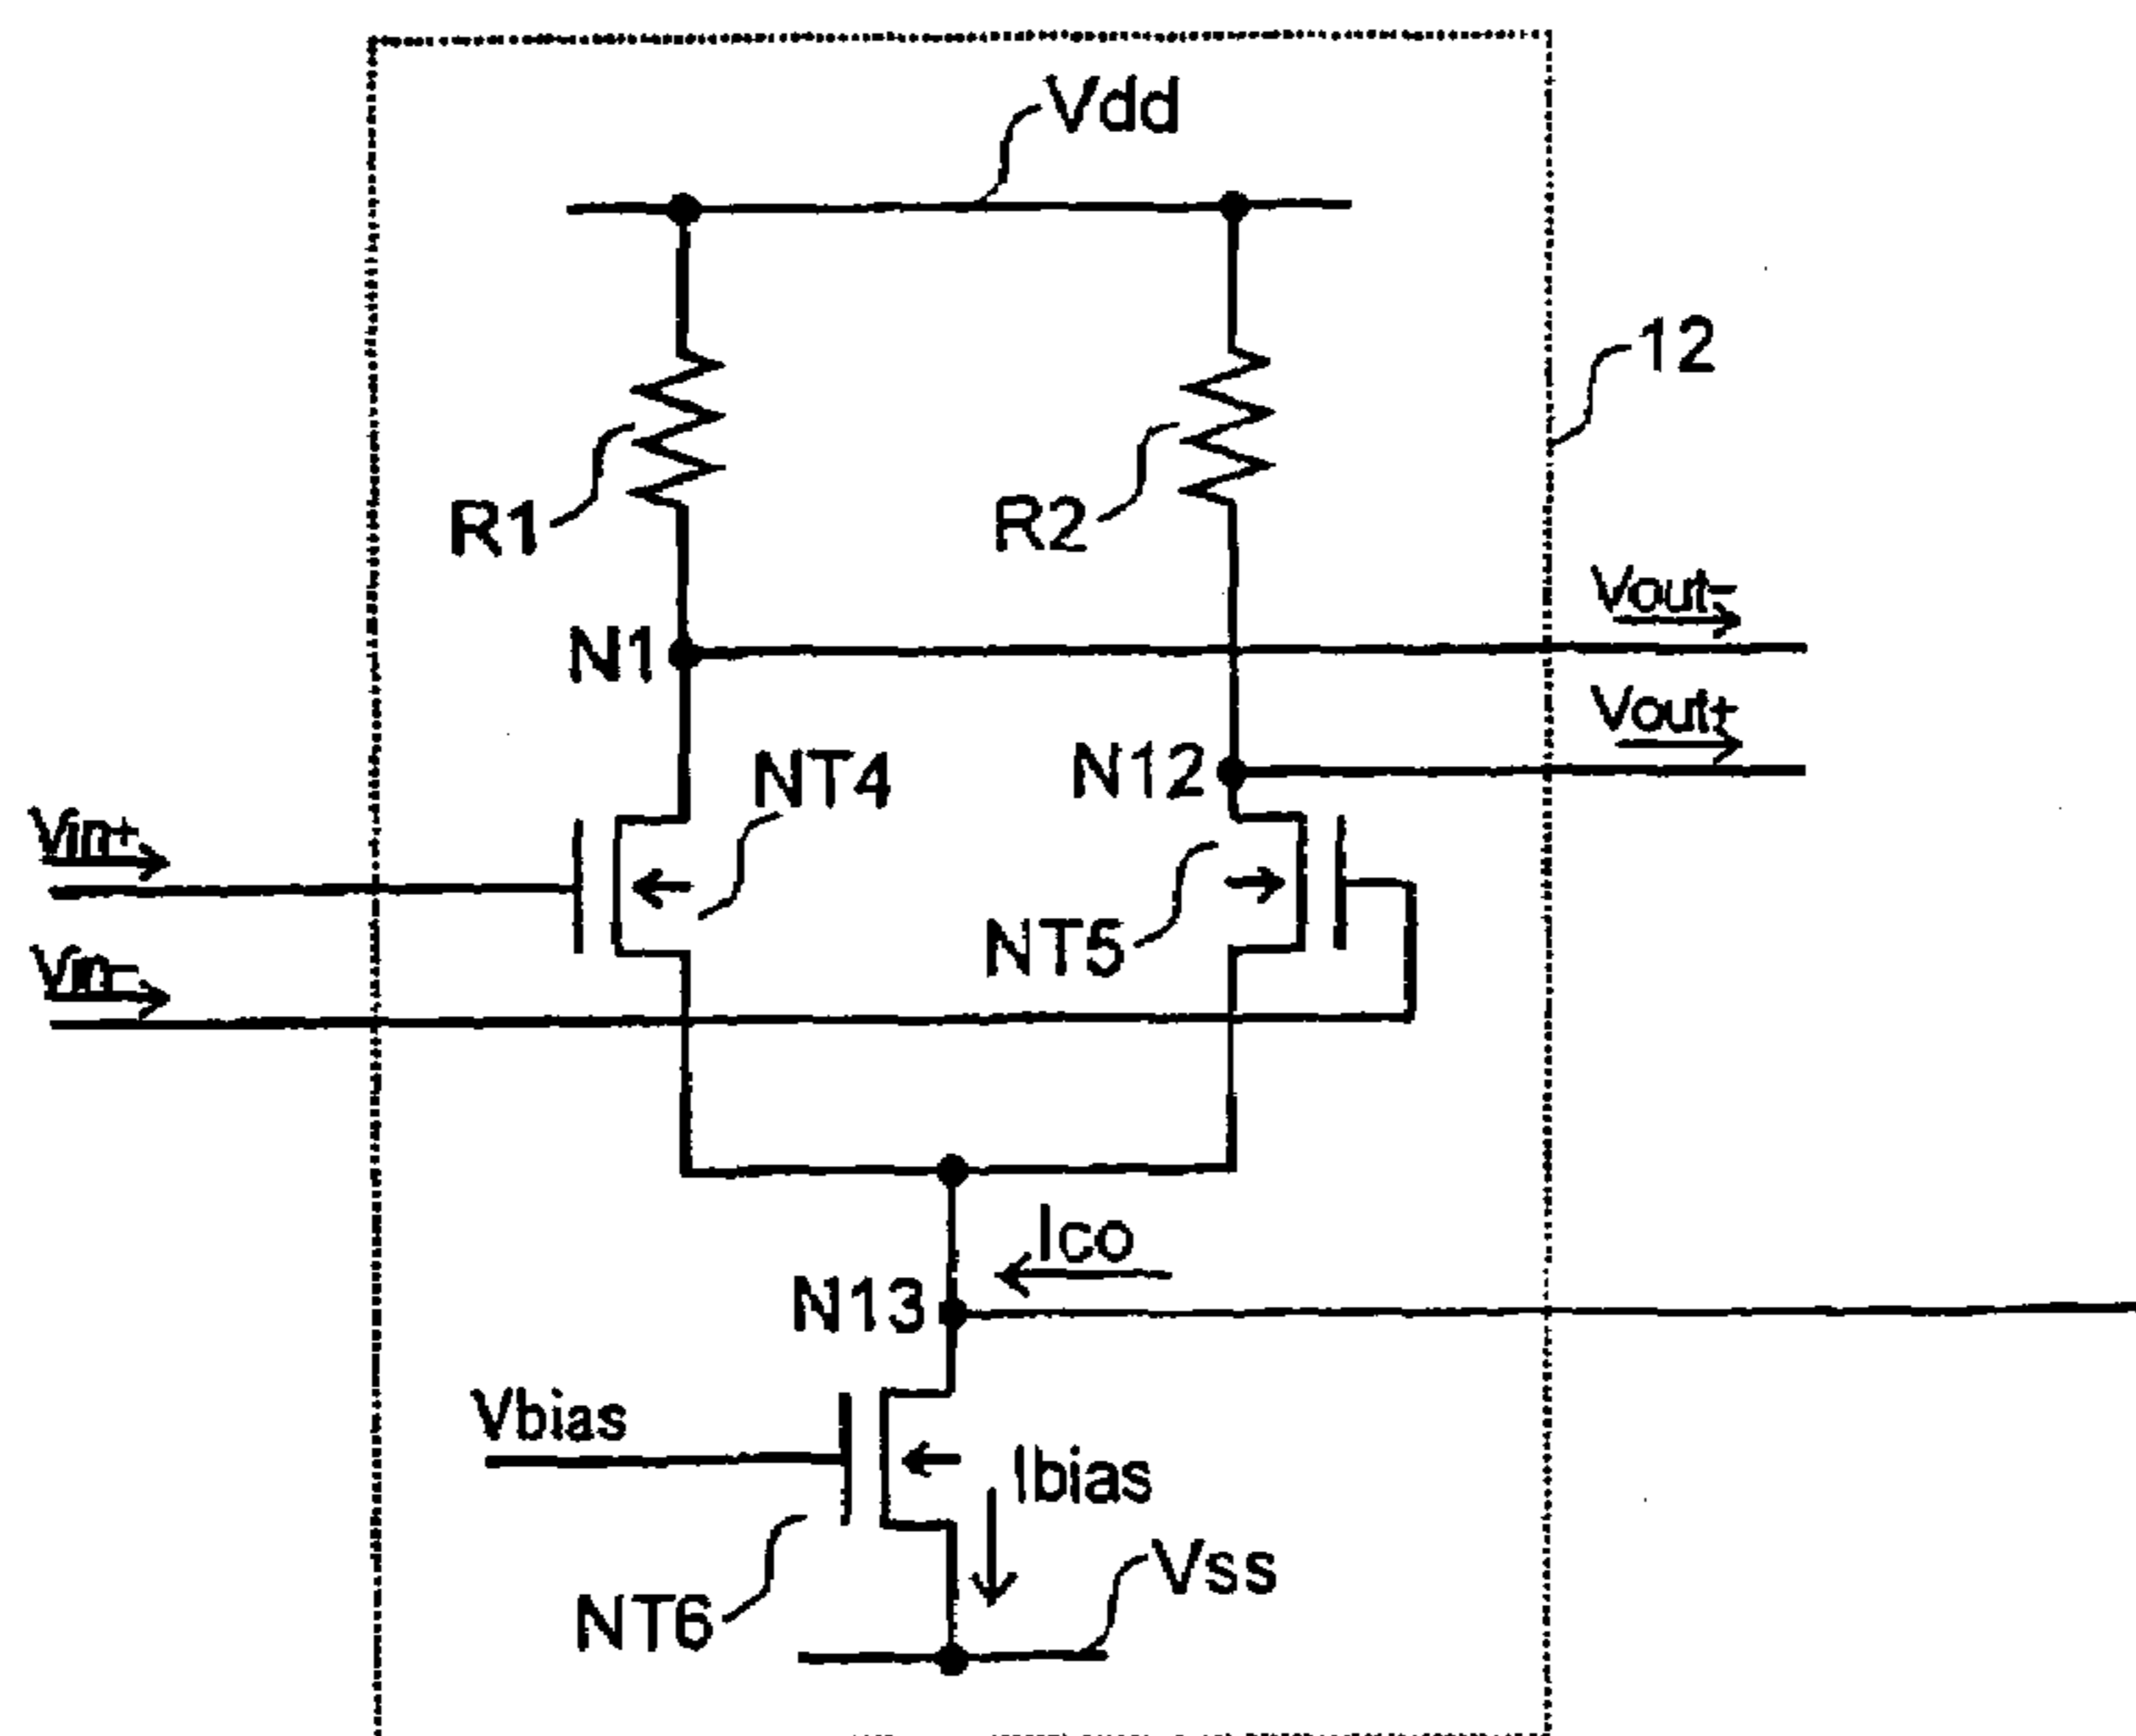 Vdd
12
R1
R2
Vout-
N1
Vout+
NT4
N12
Vin+
NT5
Vin-
Ico
N13
Vbias
Ibias
Vss
NT6